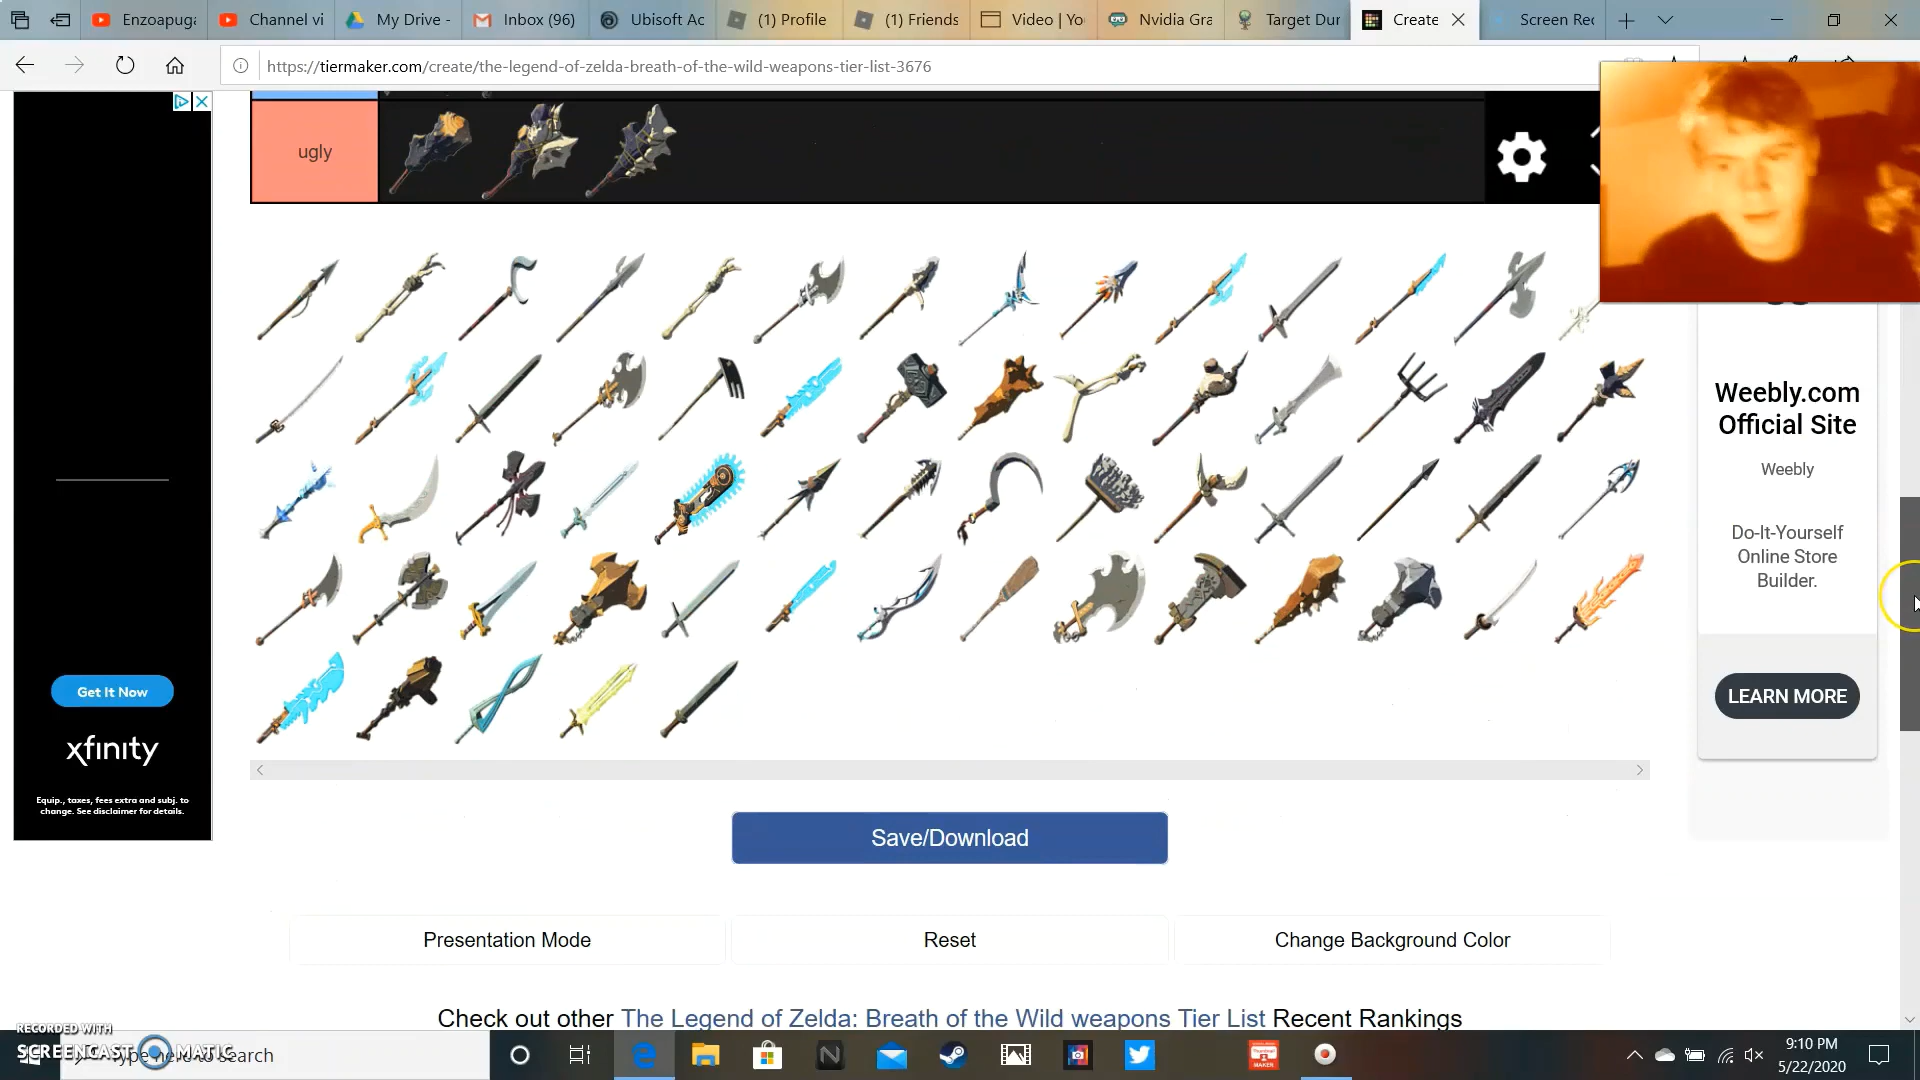 Enzoapuga
Channel vi
My Drive -
Inbox (96)
Ubisoft Ac
(1) Profile
(1) Friends
Video | Yo
Nvidia Gra
Target Dur
Create
Screen Rec
https://tiermaker.com/create/the-legend-of-zelda-breath-of-the-wild-weapons-tier-list-3676
ugly
Weebly.com
Official Site
Weebly
Do-It-Yourself
Online Store
Builder.
LEARN MORE
Get It Now
xfinity
Equip., taxes, fees extra and subj. to
change. See disclaimer for details.
Save/Download
Presentation Mode
Reset
Change Background Color
Check out other The Legend of Zelda: Breath of the Wild weapons Tier List Recent Rankings
RECORDED WITH
SCREENCAST MATIC
Type here to search
9:10 PM
5/22/2020